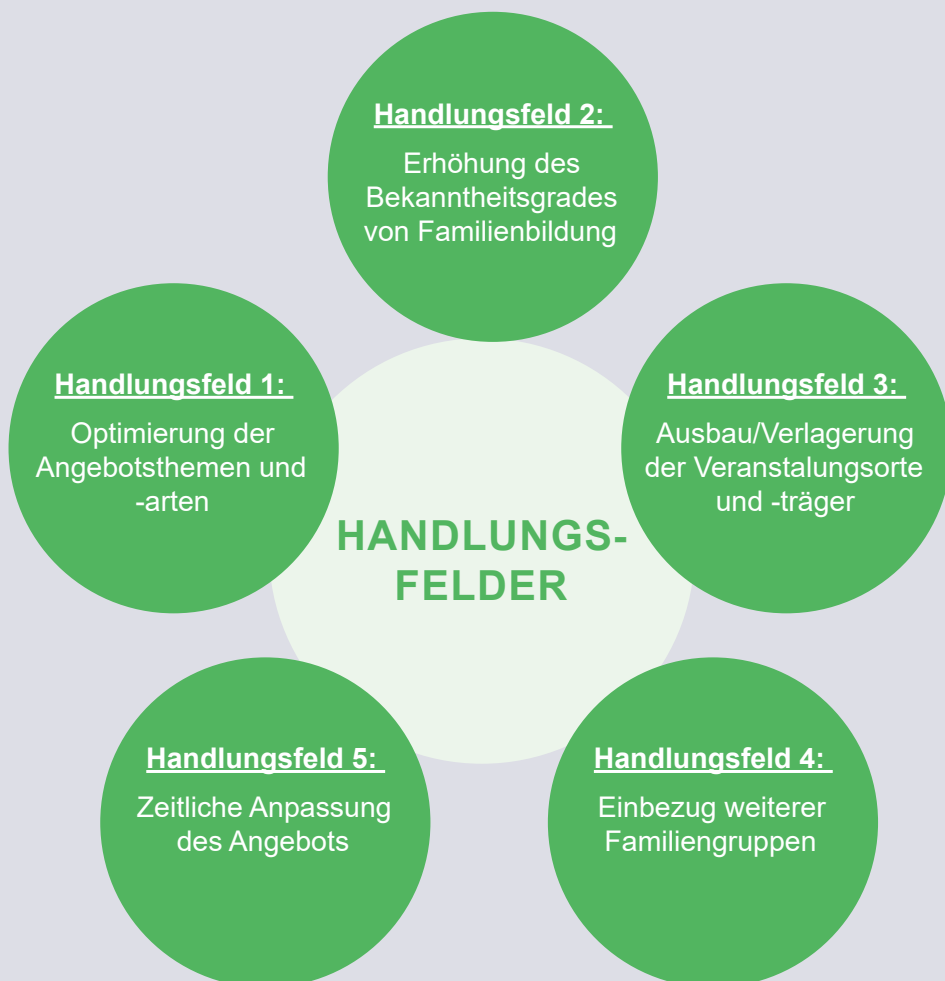 Handlungsfeld 2:
Erhöhung des
Bekanntheitsgrades
von Familienbildung
Handlungsfeld 1:
Optimierung der
Angebotsthemen und
-arten
Handlungsfeld 3:
Ausbau/Verlagerung
der Veranstalungsorte
und -träger
HANDLUNGS-
FELDER
Handlungsfeld 5:
Zeitliche Anpassung
des Angebots
Handlungsfeld 4:
Einbezug weiterer
Familiengruppen